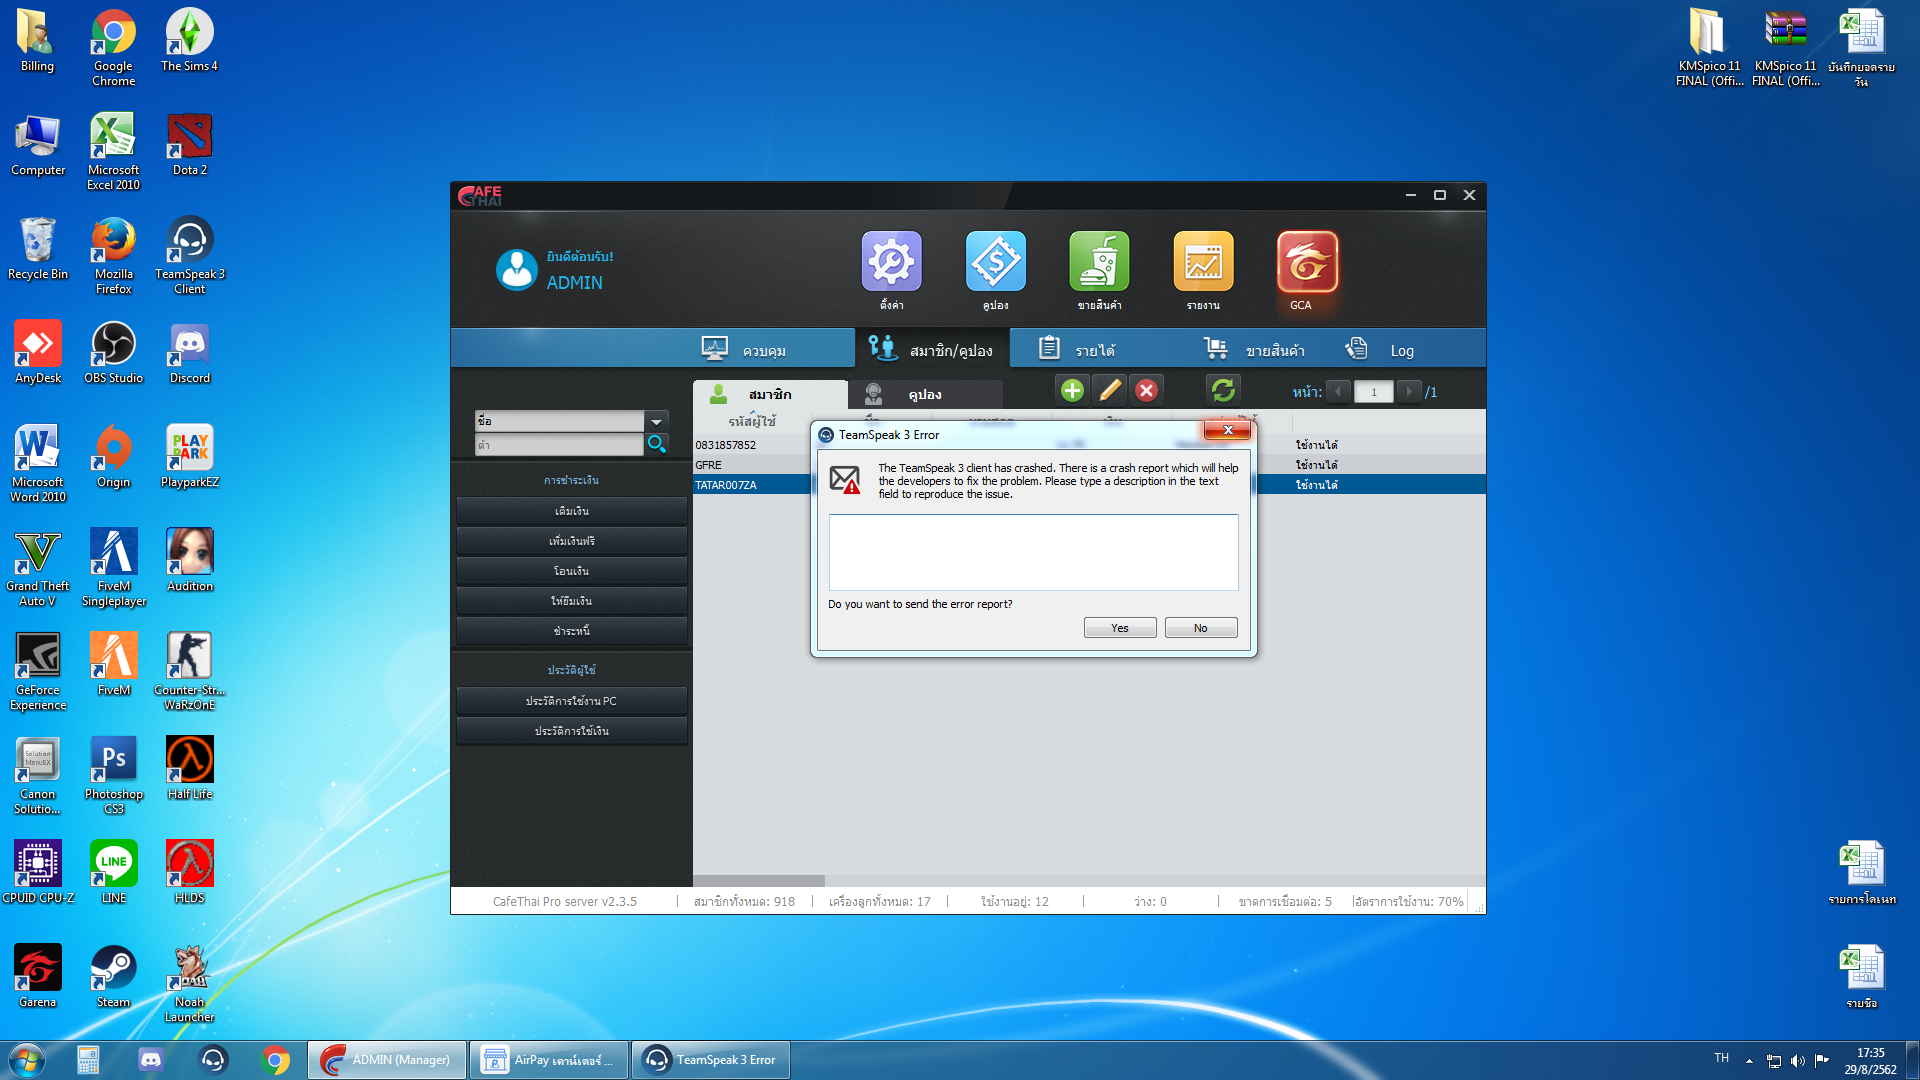 Billing
Google
Chrome
The Sims 4
Computer
Microsoft
Excel 2010
Dota 2
Recycle Bin
Mozilla
Firefox
TeamSpeak 3
Client
AnyDesk
OBS Studio
Discord
Microsoft
Word 2010
Origin
PLAY
PARK
PlayparkEZ
Grand Theft
Auto V
FiveM
Singleplayer
Audition
GeForce
Experience
FiveM
Counter-Str...
WaRzOnE
Solution
MenuEX
Canon
Solutio...
Ps
Photoshop
CS3
Half Life
CPUID CPU-Z
LINE
LINE
HLDS
Garena
Steam
NOAH
Noah
Launcher
KMSpico 11
FINAL (Offi...
KMSpico 11
FINAL (Offi...
บันทึกยอดราย
วัน
รายการโดเนท
รายชื่อ
CAFE
THAI
ยินดีต้อนรับ!
ADMIN
ตั้งค่า
คูปอง
ขายสินค้า
รายงาน
GCA
ควบคุม
สมาชิก/คูปอง
รายได้
ขายสินค้า
Log
สมาชิก
คูปอง
หน้า: 1 /1
ชื่อ
ต้า
รหัสผู้ใช้
0831857852
ใช้งานได้
GFRE
ใช้งานได้
TATAR007ZA
ใช้งานได้
การชำระเงิน
เติมเงิน
เพิ่มเงินฟรี
โอนเงิน
ให้ยืมเงิน
ชำระหนี้
ประวัติผู้ใช้
ประวัติการใช้งาน PC
ประวัติการใช้เงิน
TeamSpeak 3 Error
The TeamSpeak 3 client has crashed. There is a crash report which will help
the developers to fix the problem. Please type a description in the text
field to reproduce the issue.
Do you want to send the error report?
Yes
No
CafeThai Pro server v2.3.5
สมาชิกทั้งหมด: 918
เครื่องลูกทั้งหมด: 17
ใช้งานอยู่: 12
ว่าง: 0
ขาดการเชื่อมต่อ: 5
อัตราการใช้งาน: 70%
ADMIN (Manager)
AirPay เคาน์เตอร์ ...
TeamSpeak 3 Error
TH
17:35
29/8/2562